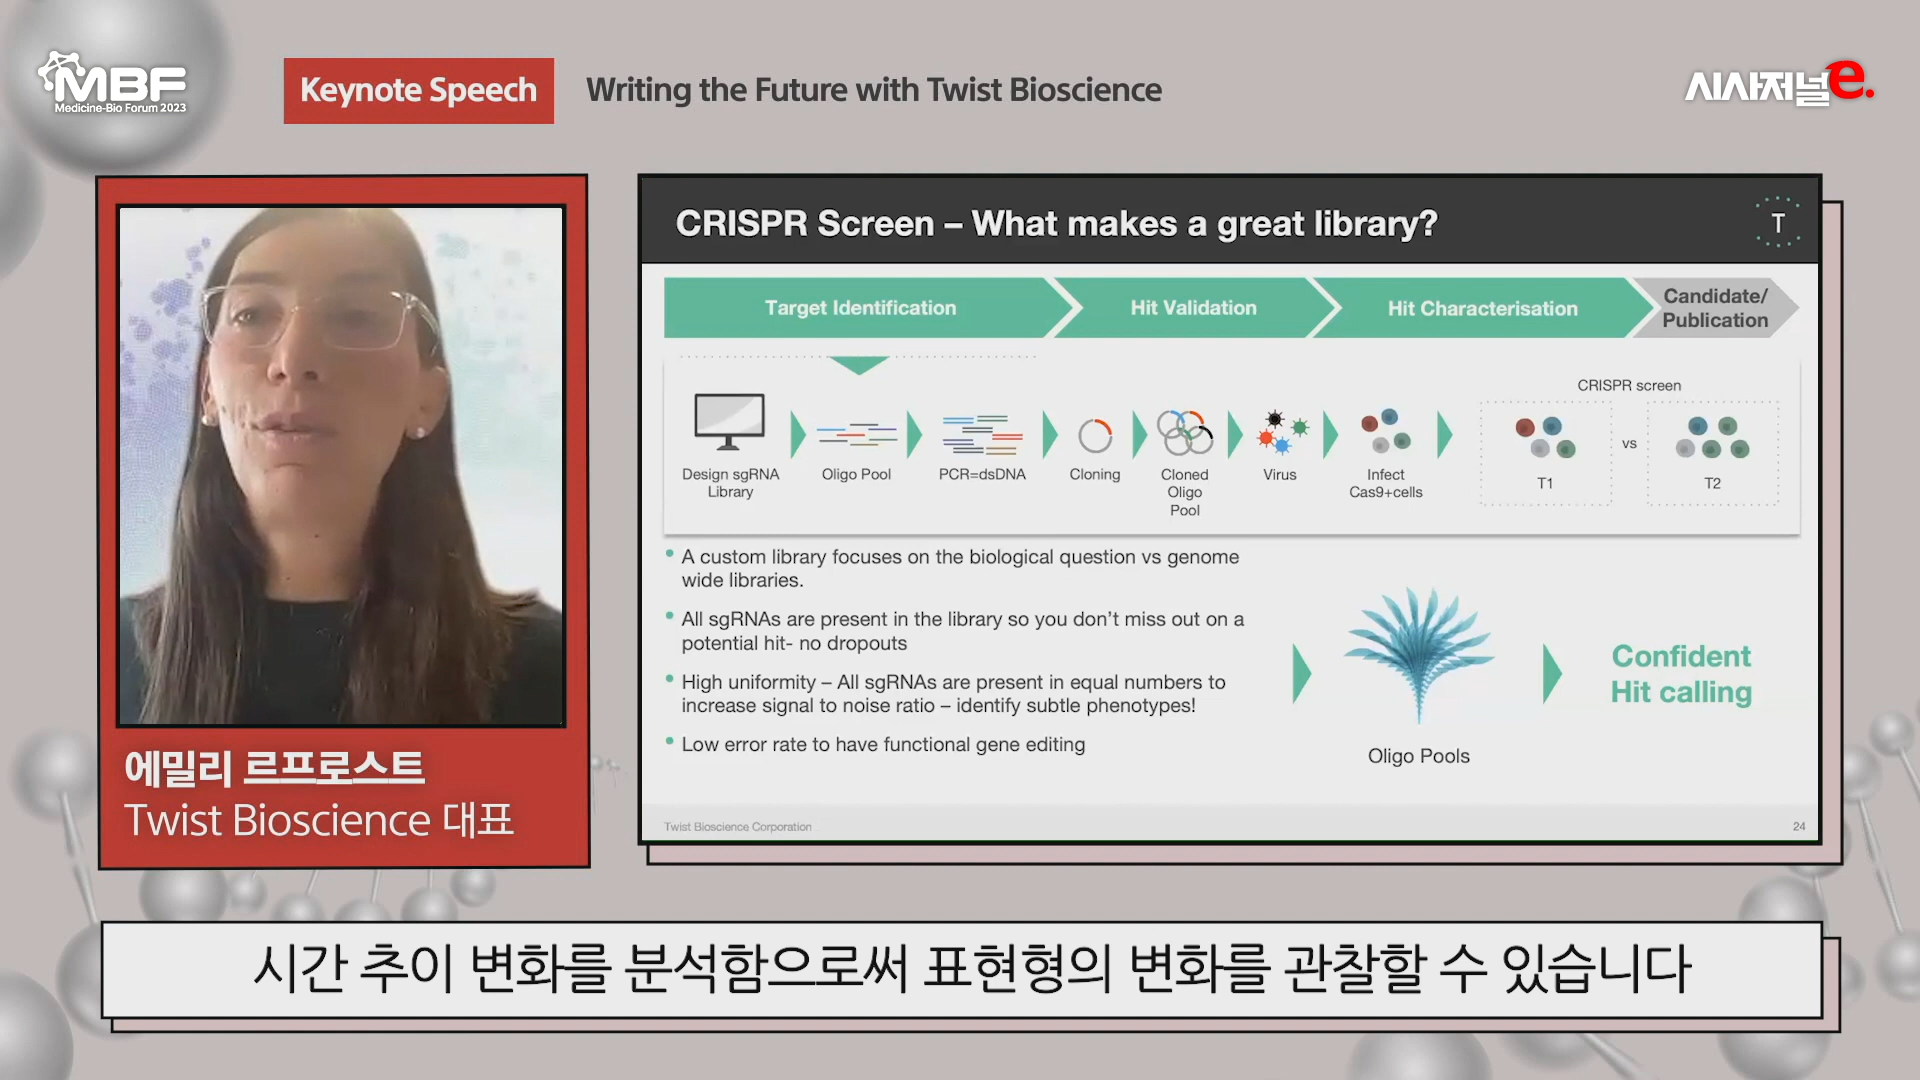 MBF
Medicine-Bio Forum 2023
Keynote Speech
Writing the Future with Twist Bioscience
시사저널e.
에밀리 르프로스트
Twist Bioscience 대표
CRISPR Screen – What makes a great library?
T
Target Identification
Hit Validation
Hit Characterisation
Candidate/
Publication
CRISPR screen
Design sgRNA
Library
Oligo Pool
PCR=dsDNA
Cloning
Cloned
Oligo
Pool
Virus
Infect
Cas9+cells
T1
vs
T2
• A custom library focuses on the biological question vs genome
wide libraries.
• All sgRNAs are present in the library so you don’t miss out on a
potential hit- no dropouts
• High uniformity – All sgRNAs are present in equal numbers to
increase signal to noise ratio – identify subtle phenotypes!
• Low error rate to have functional gene editing
Oligo Pools
Confident
Hit calling
Twist Bioscience Corporation
24
시간 추이 변화를 분석함으로써 표현형의 변화를 관찰할 수 있습니다